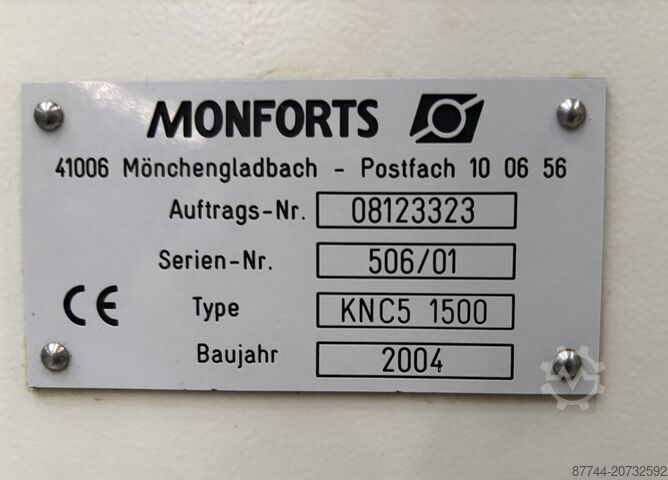 MONFORTS
41006 Mönchengladbach - Postfach 10 06 56
Auftrags-Nr. 08123323
Serien-Nr. 506/01
CE Type KNC5 1500
Baujahr 2004
87744-20732592